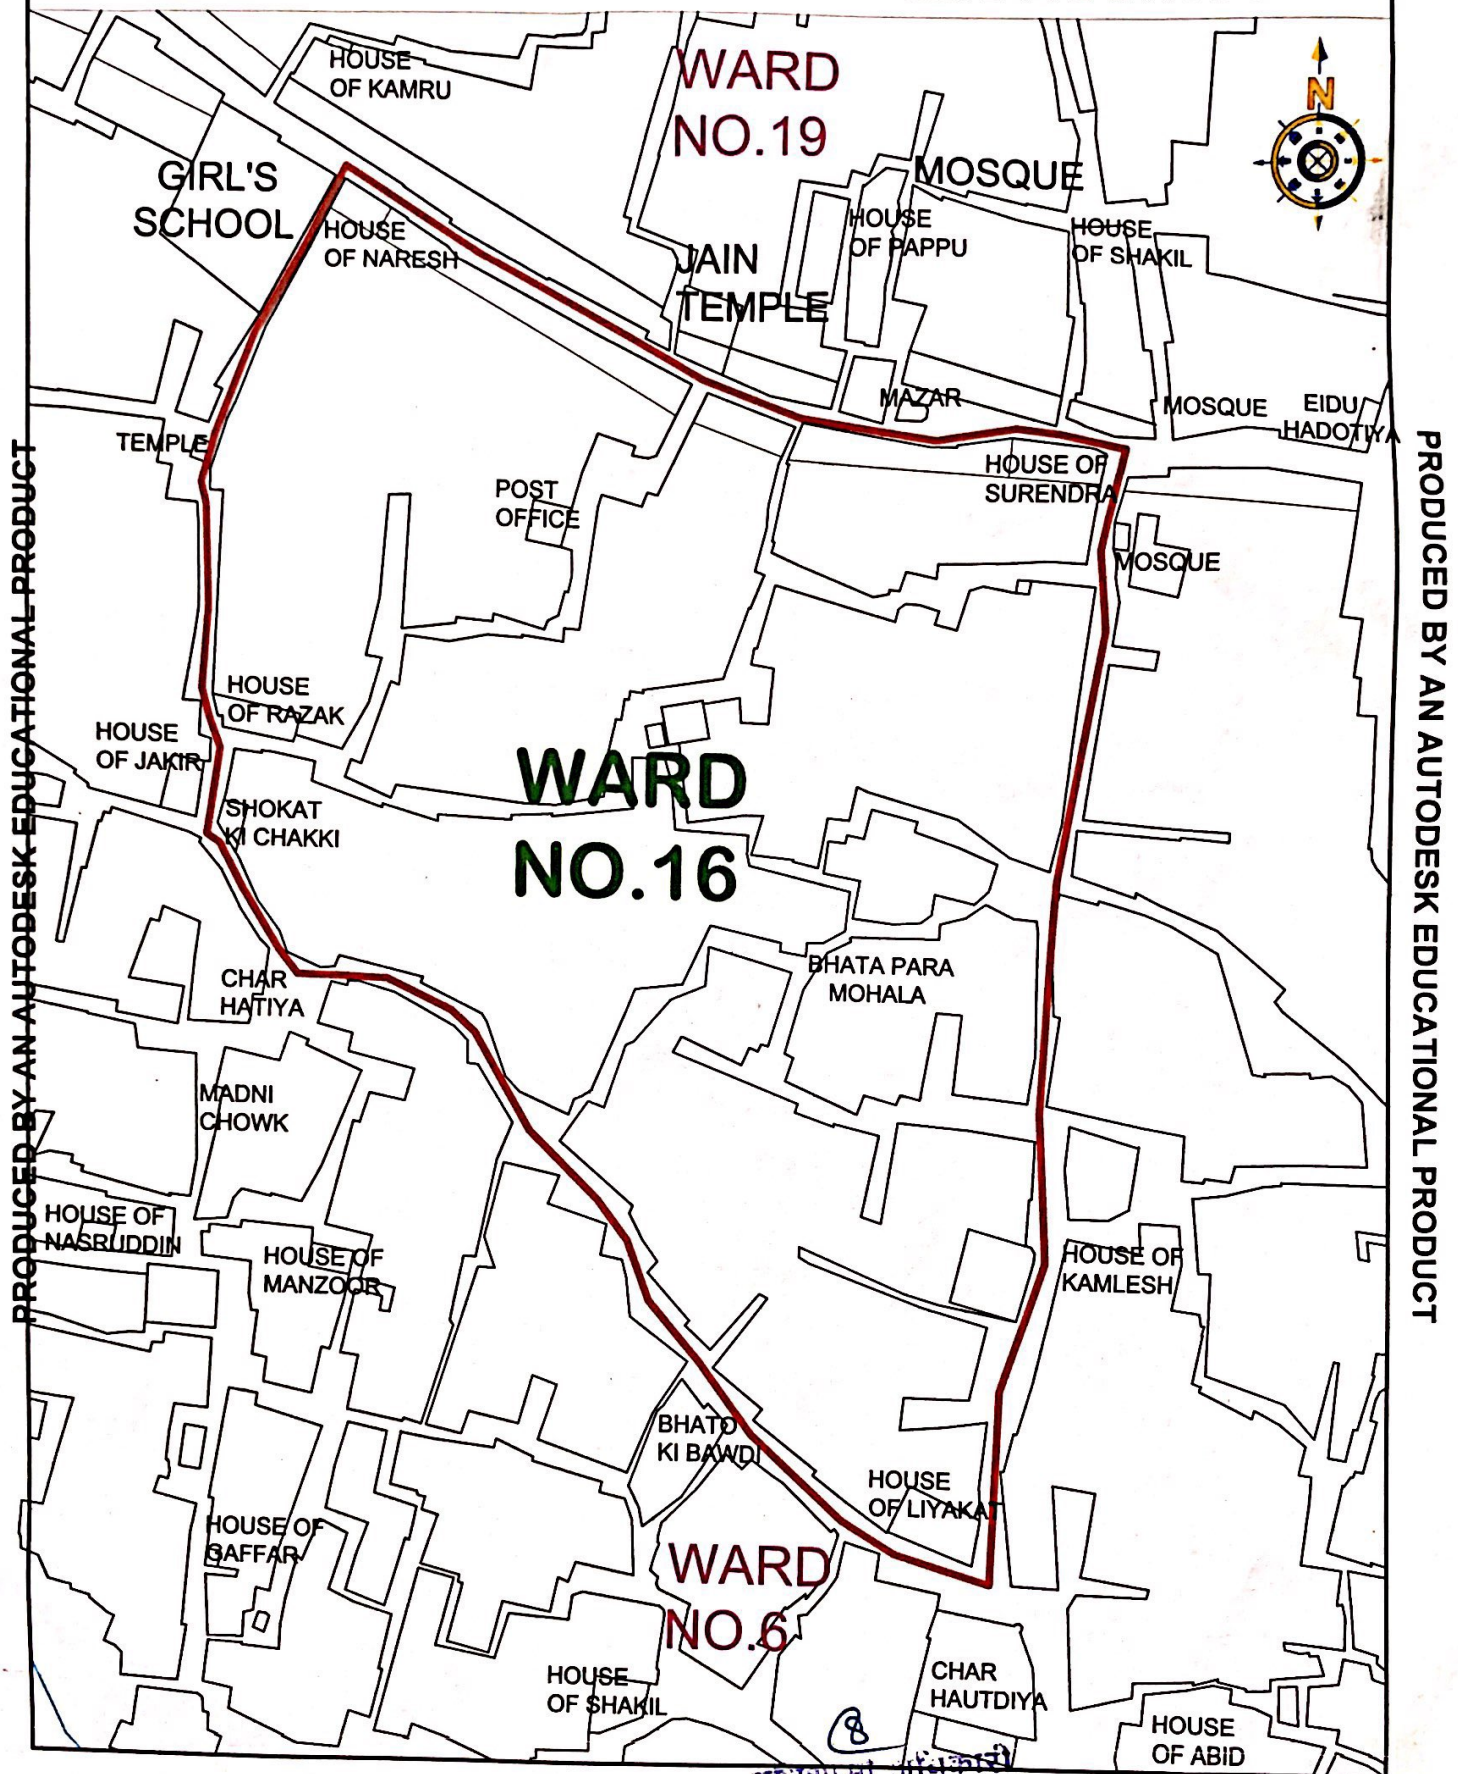 HOUSE
OF KAMRU
WARD
NO.19
N
GIRL'S
SCHOOL
MOSQUE
HOUSE
OF NARESH
HOUSE
OF PAPPU
HOUSE
OF SHAKIL
JAIN
TEMPLE
MAZAR
MOSQUE
EIDU
HADOTIYA
TEMPLE
HOUSE OF
SURENDRA
POST
OFFICE
MOSQUE
HOUSE
OF RAZAK
HOUSE
OF JAKIR
WARD
NO.16
SHOKAT
KI CHAKKI
CHAR
HATIYA
BHATA PARA
MOHALA
MADNI
CHOWK
HOUSE OF
NASRUDDIN
HOUSE OF
MANZOOR
HOUSE OF
KAMLESH
BHATO
KI BAWDI
HOUSE
OF LIYAKAT
HOUSE OF
GAFFAR
WARD
NO.6
HOUSE
OF SHAKIL
CHAR
HAUTDIYA
HOUSE
OF ABID
8
PRODUCED BY AN AUTODESK EDUCATIONAL PRODUCT
PRODUCED BY AN AUTODESK EDUCATIONAL PRODUCT